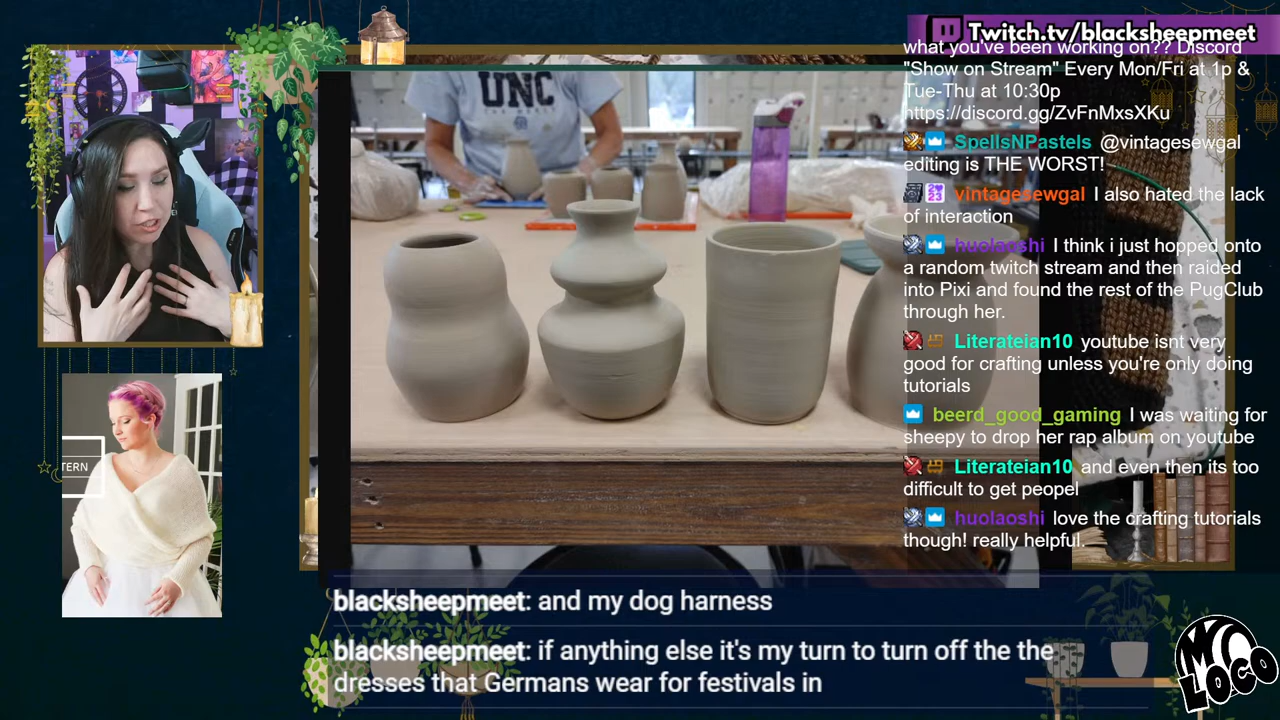 Twitch.tv/blacksheepmeet
what you've been working on?? Discord
"Show on Stream" Every Mon/Fri at 1p &
Tue-Thu at 10:30p
https://discord.gg/ZvFnMxsXKu
SpellsNPastels @vintagesewgal
editing is THE WORST!
vintagesewgal I also hated the lack
of interaction
huolaoshi I think i just hopped onto
a random twitch stream and then raided
into Pixi and found the rest of the PugClub
through her.
Literateian10 youtube isnt very
good for crafting unless you're only doing
tutorials
beerd_good_gaming I was waiting for
sheepy to drop her rap album on youtube
Literateian10 and even then its too
difficult to get peopel
huolaoshi love the crafting tutorials
though! really helpful.
UNC
TERN
blacksheepmeet: and my dog harness
blacksheepmeet: if anything else it's my turn to turn off the the
dresses that Germans wear for festivals in
MC
LOCO